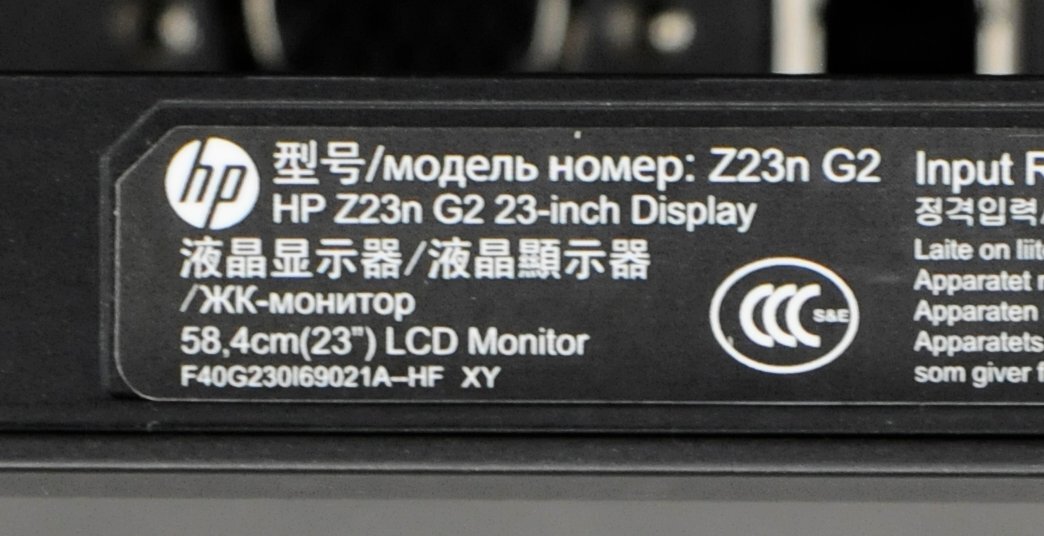 hp
型号/модель номер: Z23n G2
HP Z23n G2 23-inch Display
液晶显示器/液晶顯示器
/ЖК-монитор
58,4cm(23”) LCD Monitor
F40G230I69021A–HF XY
CCC S&E
Input R
정격입력/
Laite on liit
Apparatet
Apparaten
Apparatets
som giver f